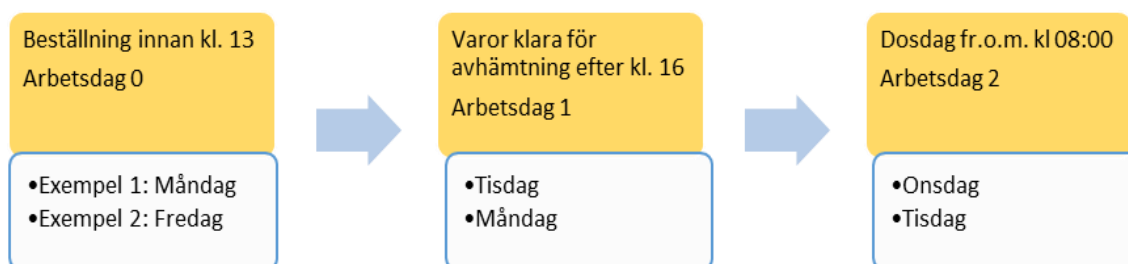 Beställning innan kl. 13
Arbetsdag 0
•Exempel 1: Måndag
•Exempel 2: Fredag
Varor klara för
avhämtning efter kl. 16
Arbetsdag 1
•Tisdag
•Måndag
Dosdag fr.o.m. kl 08:00
Arbetsdag 2
•Onsdag
•Tisdag